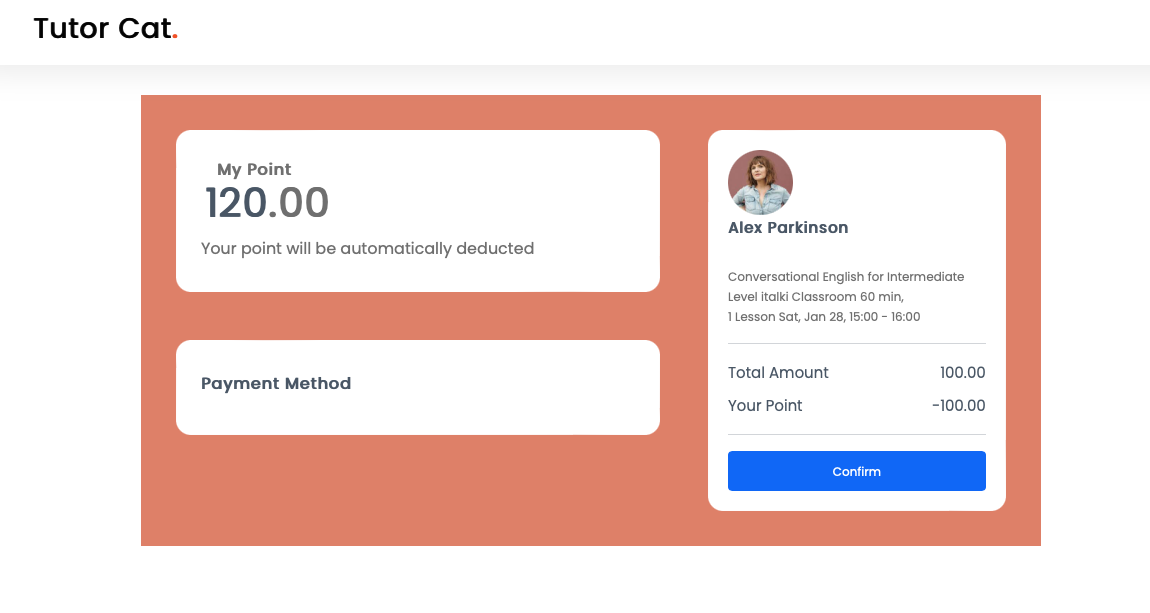 Tutor Cat.
My Point
120.00
Your point will be automatically deducted
Payment Method
Alex Parkinson
Conversational English for Intermediate
Level italki Classroom 60 min,
1 Lesson Sat, Jan 28, 15:00 - 16:00
Total Amount 100.00
Your Point -100.00
Confirm